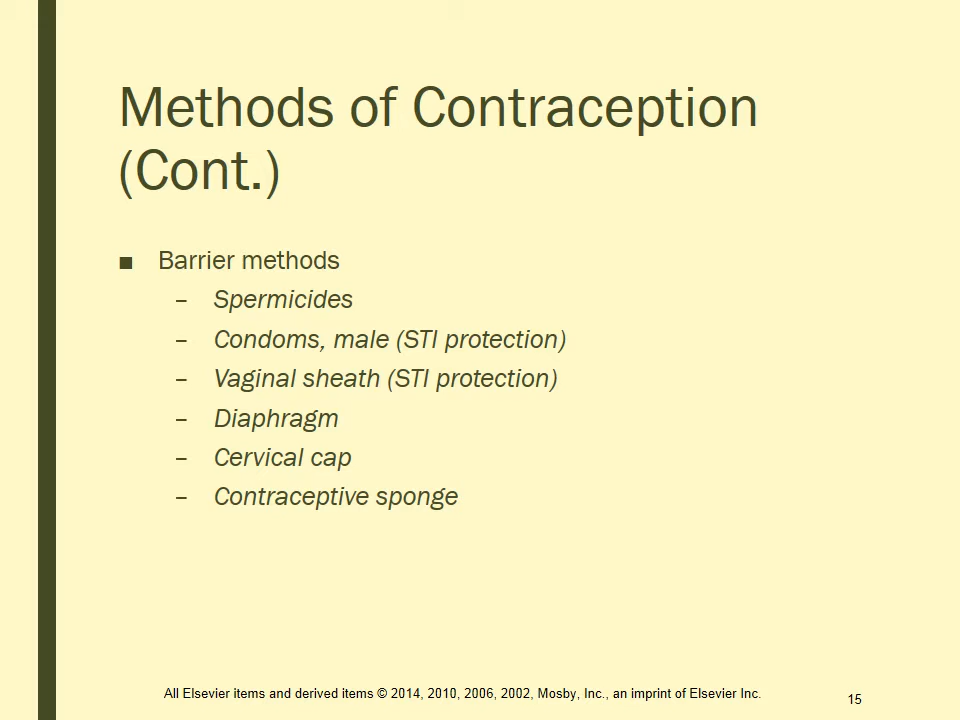 Methods of Contraception
(Cont.)
■ Barrier methods
– Spermicides
– Condoms, male (STI protection)
– Vaginal sheath (STI protection)
– Diaphragm
– Cervical cap
– Contraceptive sponge
All Elsevier items and derived items © 2014, 2010, 2006, 2002, Mosby, Inc., an imprint of Elsevier Inc.
15